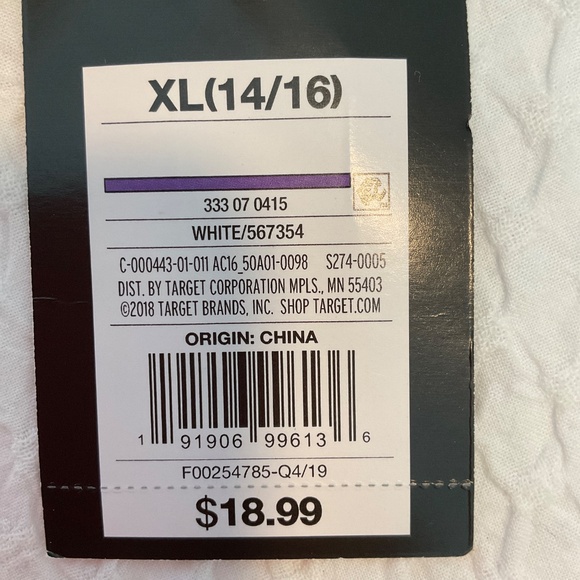 XL(14/16)
333 07 0415
WHITE/567354
C-000443-01-011 AC16_50A01-0098 S274-0005
DIST. BY TARGET CORPORATION MPLS., MN 55403
©2018 TARGET BRANDS, INC. SHOP TARGET.COM
ORIGIN: CHINA
1 91906 99613 6
F00254785-Q4/19
$18.99